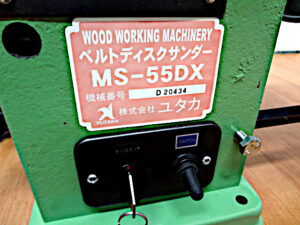 WOOD WORKING MACHINERY
ベルトディスクサンダー
MS-55DX
機械番号 D 20434
YUTAKA 株式会社 ユタカ